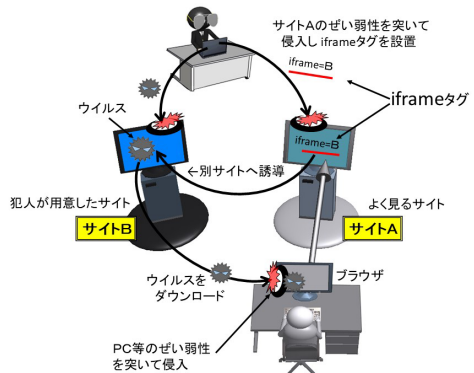 サイトAのぜい弱性を突いて
侵入し iframeタグを設置
iframe=B
iframeタグ
ウイルス
iframe=B
←別サイトへ誘導
犯人が用意したサイト
よく見るサイト
サイトB
サイトA
ウイルスを
ダウンロード
ブラウザ
PC等のぜい弱性
を突いて侵入